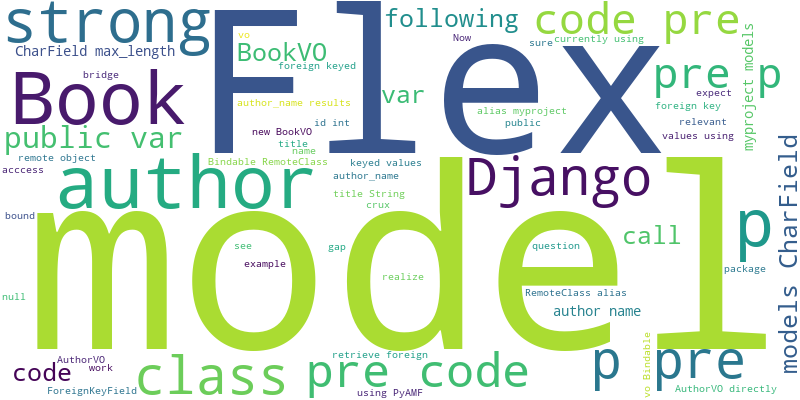 strong
Flex
following
code pre
CharField max_length
vo
BookVO
Now
sure
currently using
foreign keyed
bridge
Book
pre p
myproject models
var
author_name results
alias myproject
expect
foreign key
public var
id int
new BookVO
public
relevant
values using
title
name
remote object
Bindable RemoteClass
keyed values
acccess
author
author_name
Django
title String
crux
models CharField
bound
model
p
call
see
gap
question
example
package
realize
null
RemoteClass alias
author name
retrieve foreign
AuthorVO
work
code
class
pre code
p
pre
vo Bindable
ForeignKeyField
using PyAMF
AuthorVO directly